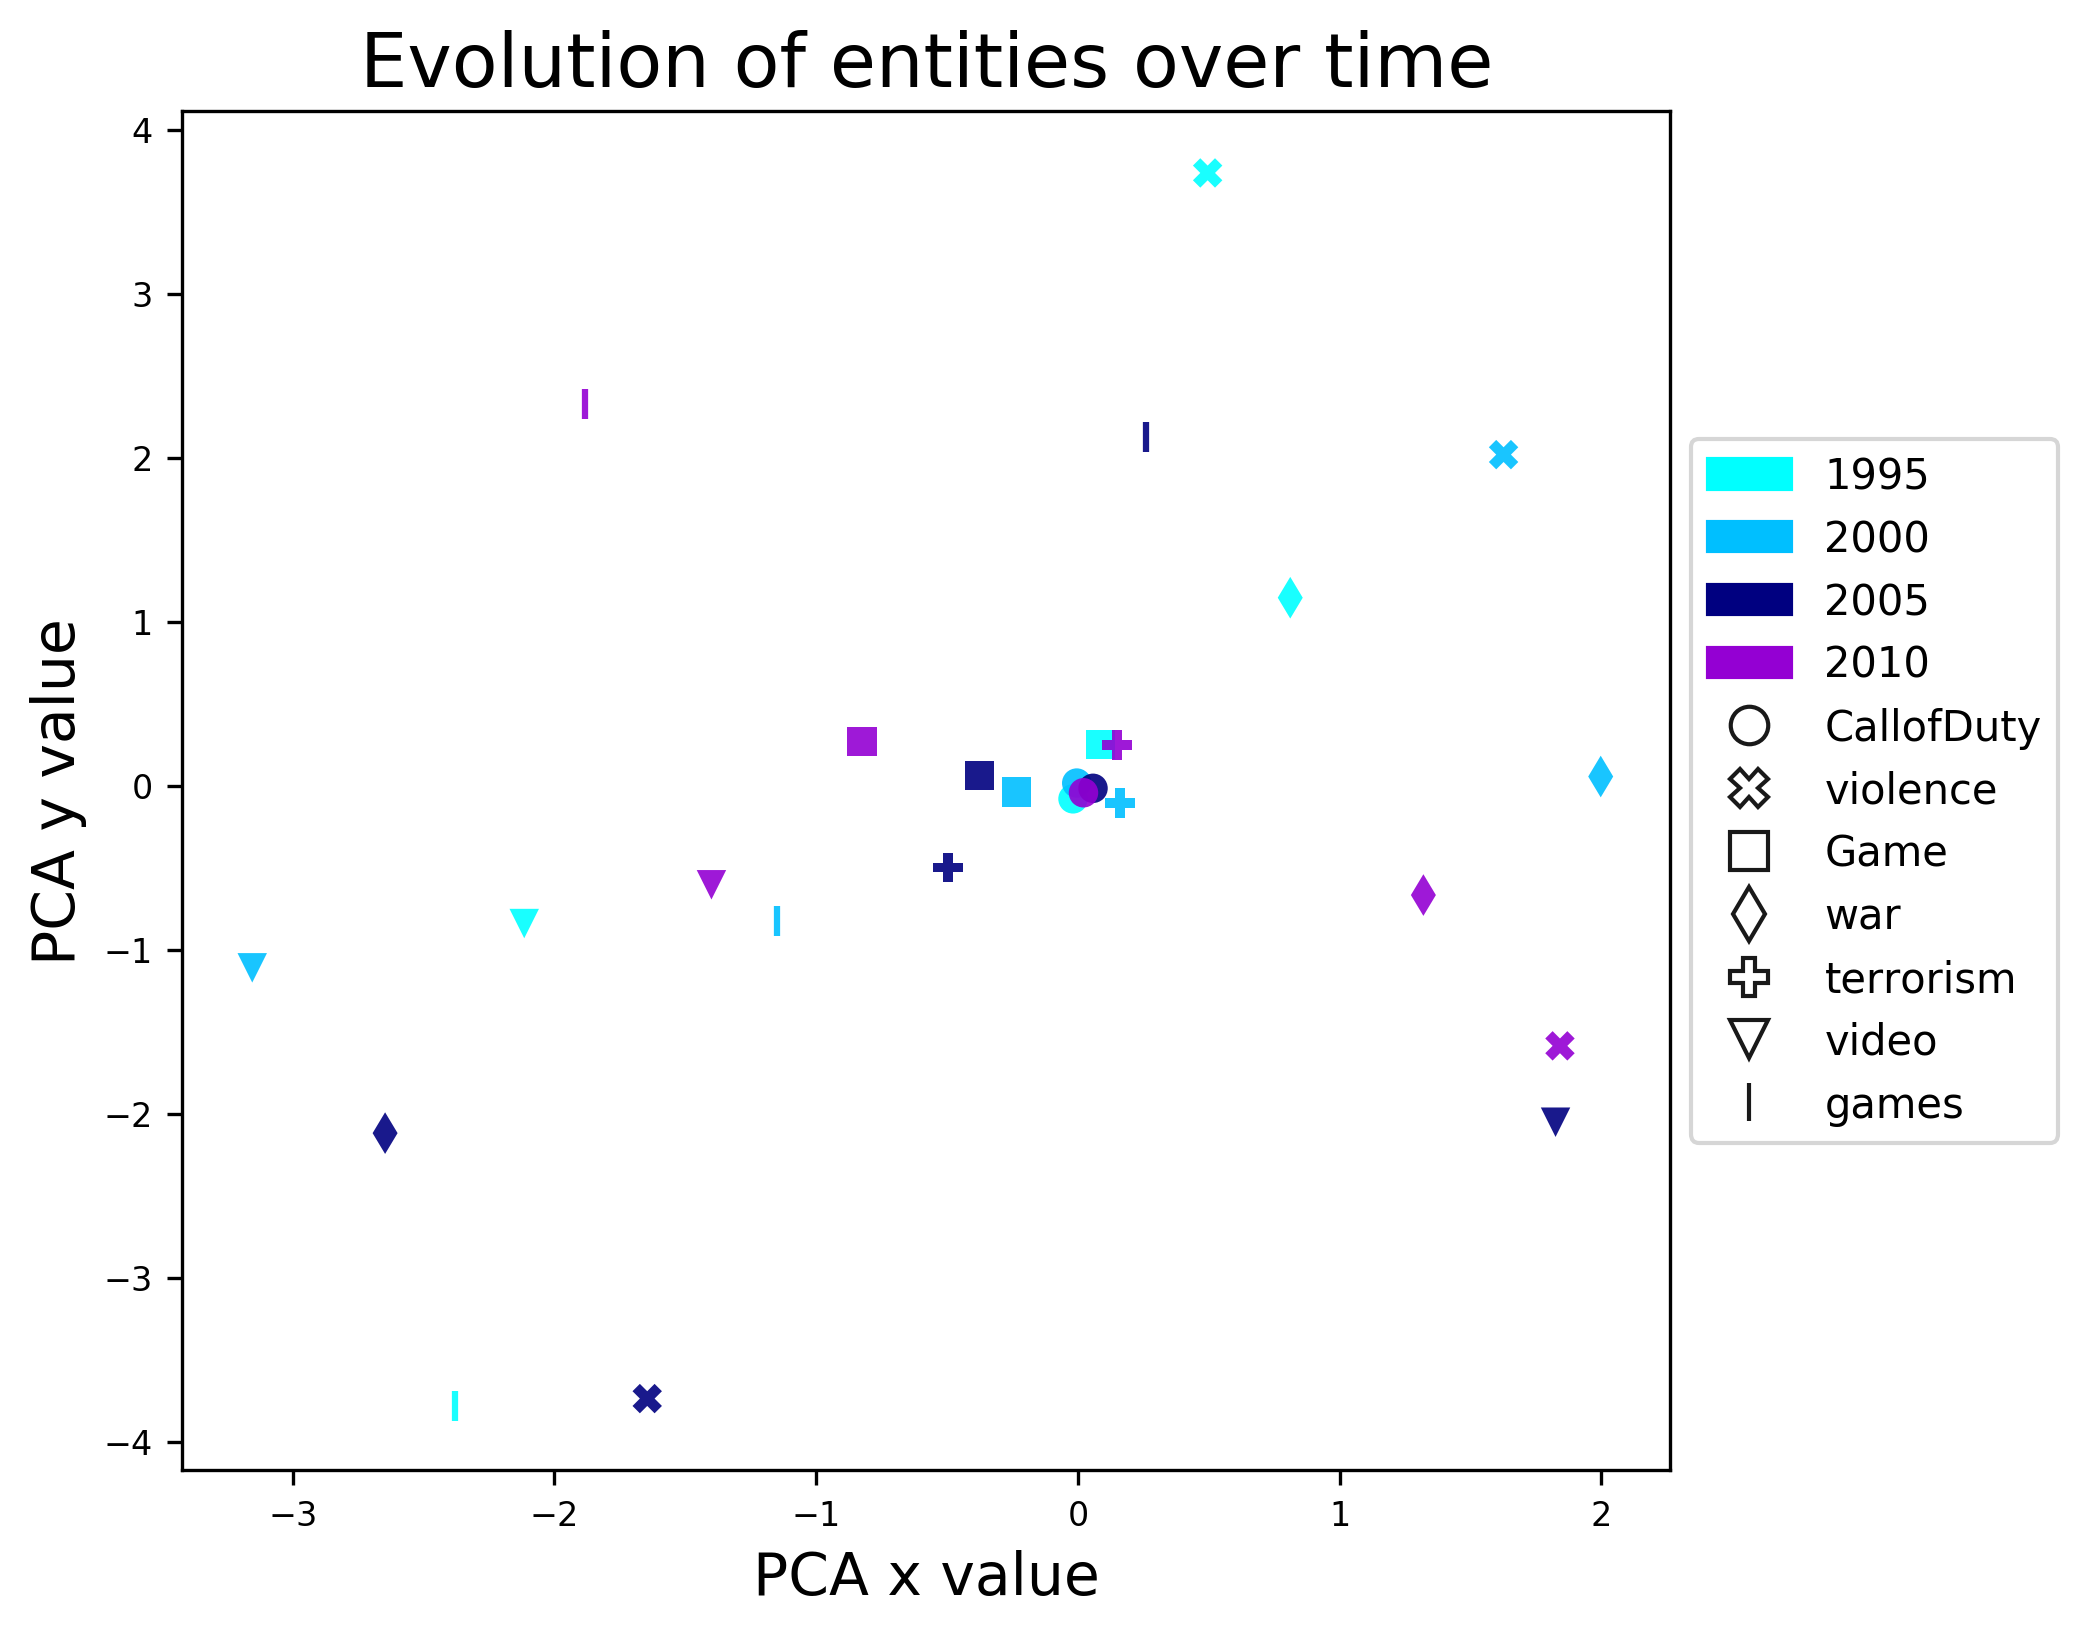 Evolution of entities over time
PCA y value
4
3
2
1
0
−1
−2
−3
−4
−3 −2 −1 0 1 2
PCA x value
1995
2000
2005
2010
CallofDuty
violence
Game
war
terrorism
video
games